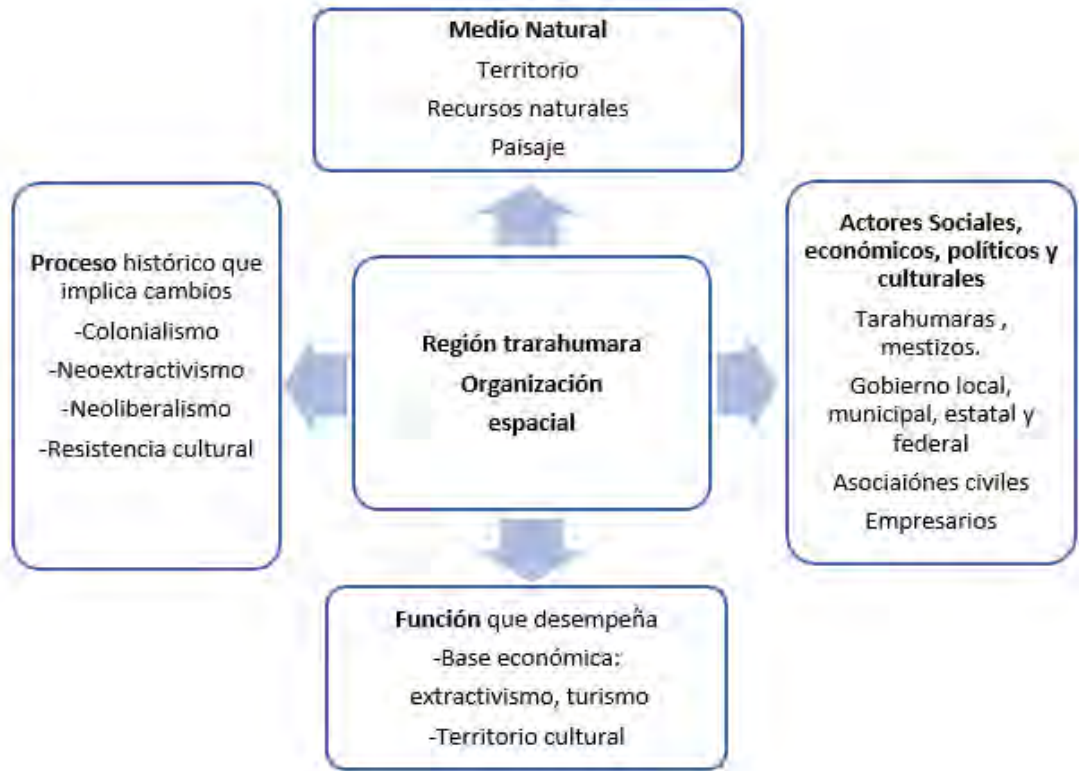 Medio Natural
Territorio
Recursos naturales
Paisaje
Proceso histórico que
implica cambios
-Colonialismo
-Neoextractivismo
-Neoliberalismo
-Resistencia cultural
Región trarahumara
Organización
espacial
Actores Sociales,
económicos, políticos y
culturales
Tarahumaras ,
mestizos.
Gobierno local,
municipal, estatal y
federal
Asociaiónes civiles
Empresarios
Función que desempeña
-Base económica:
extractivismo, turismo
-Territorio cultural